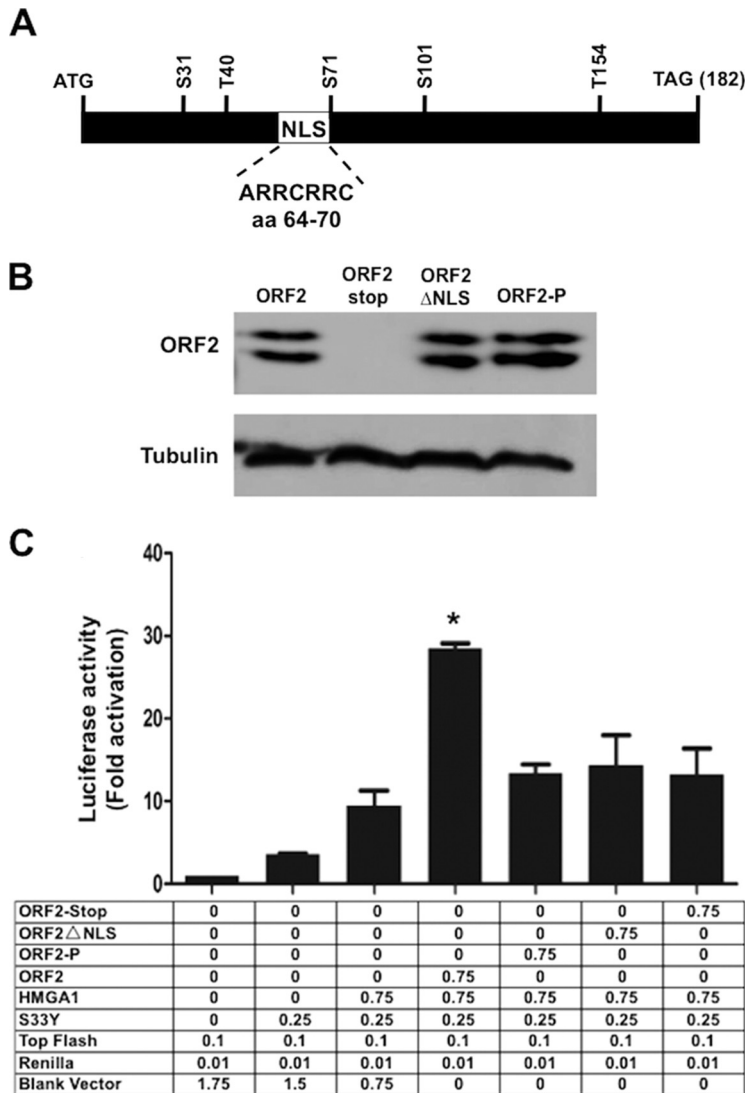 A
ATG
S31
T40
S71
S101
T154
TAG (182)
NLS
ARRCRRC
aa 64-70
B
ORF2
ORF2 stop
ORF2 ΔNLS
ORF2-P
ORF2
Tubulin
C
Luciferase activity
(Fold activation)
40
30
20
10
0
*
ORF2-Stop 0 0 0 0 0 0 0.75
ORF2△NLS 0 0 0 0 0 0.75 0
ORF2-P 0 0 0 0 0.75 0 0
ORF2 0 0 0 0.75 0 0 0
HMGA1 0 0 0.75 0.75 0.75 0.75 0.75
S33Y 0 0.25 0.25 0.25 0.25 0.25 0.25
Top Flash 0.1 0.1 0.1 0.1 0.1 0.1 0.1
Renilla 0.01 0.01 0.01 0.01 0.01 0.01 0.01
Blank Vector 1.75 1.5 0.75 0 0 0 0